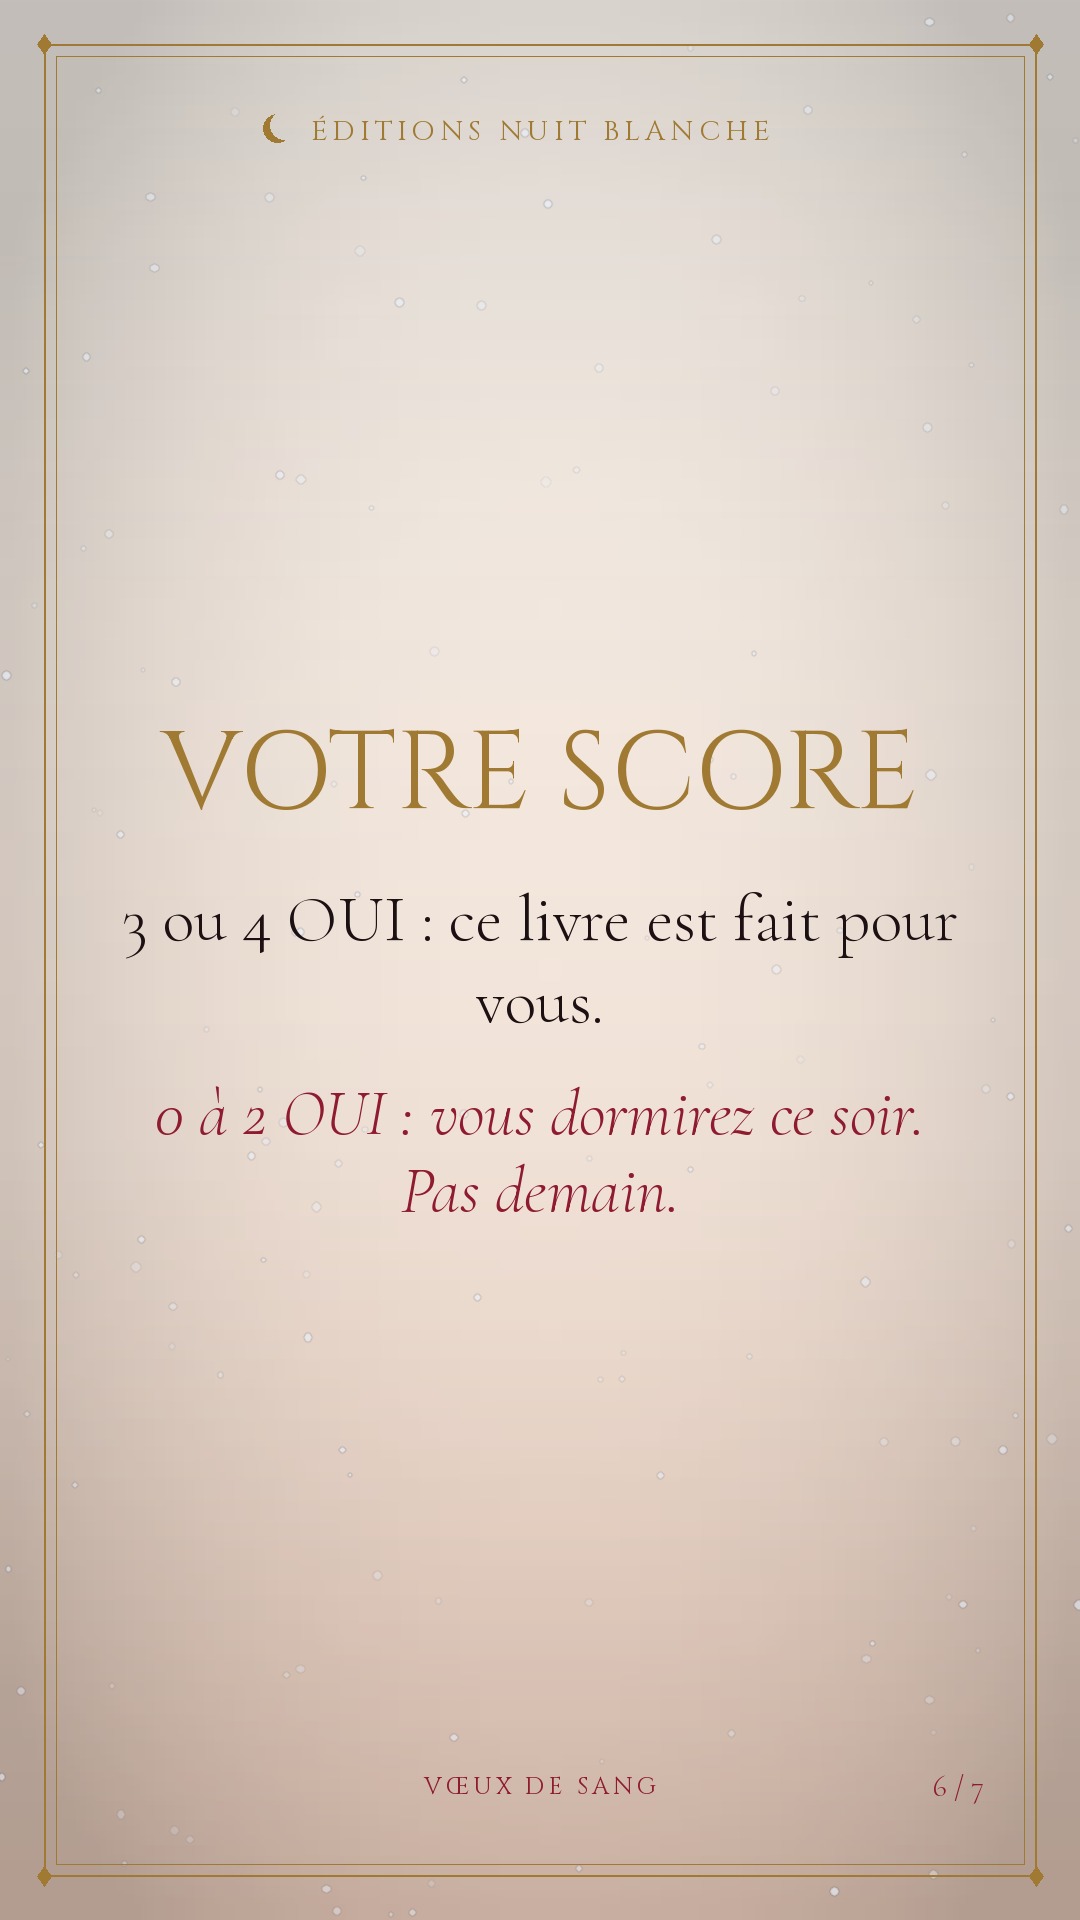 ÉDITIONS NUIT BLANCHE
VOTRE SCORE
3 ou 4 OUI : ce livre est fait pour
vous.
0 à 2 OUI : vous dormirez ce soir.
Pas demain.
VŒUX DE SANG
6 / 7